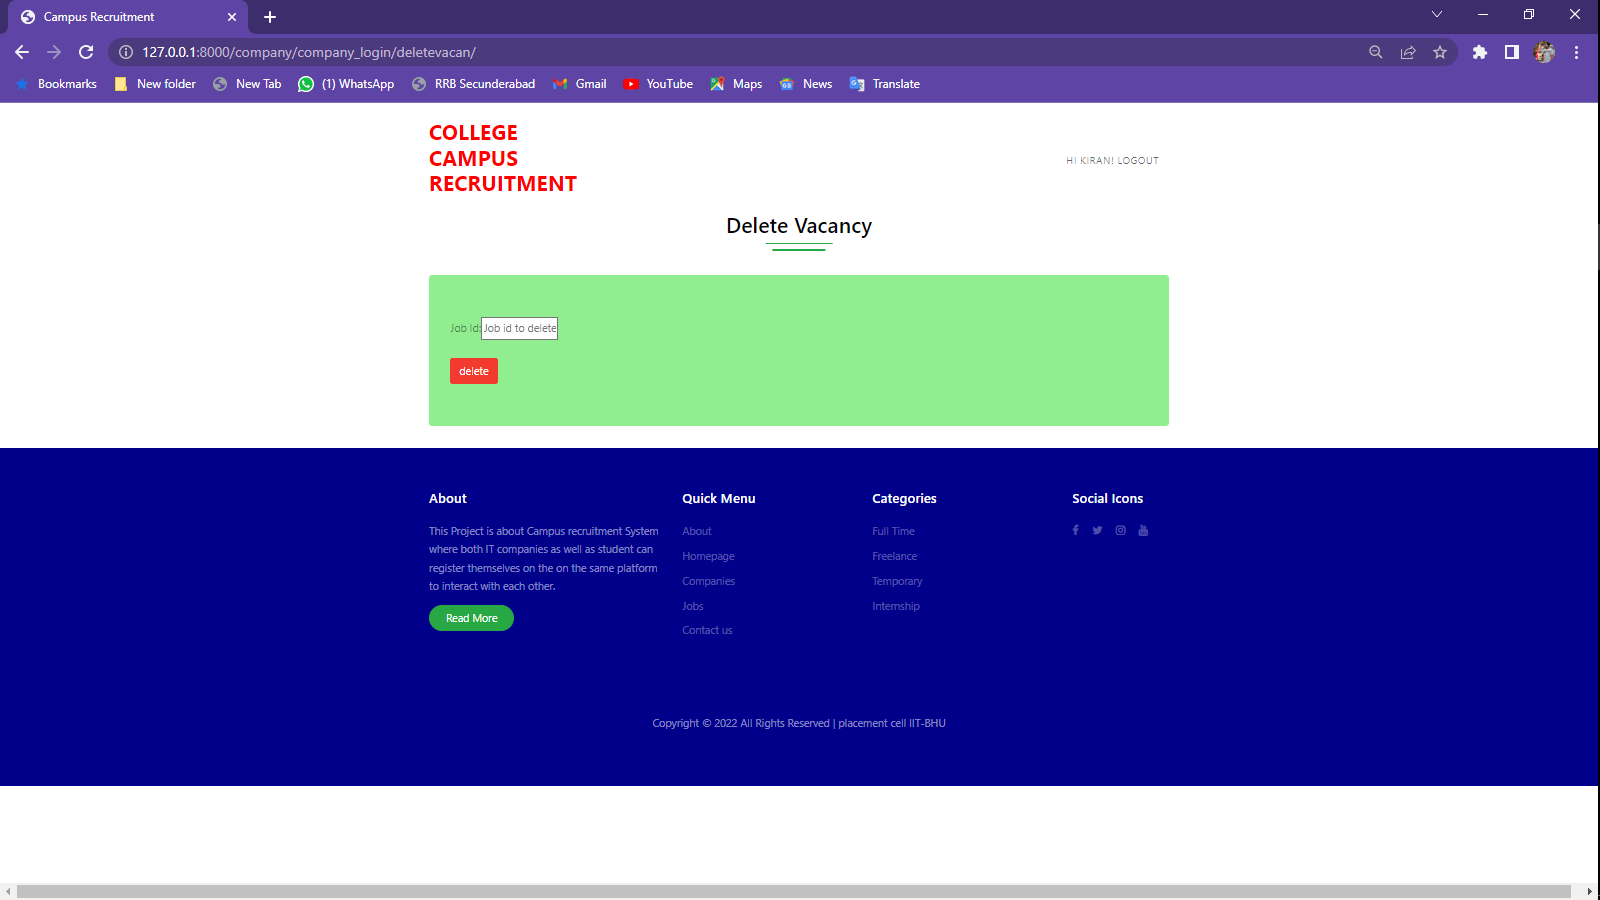 Campus Recruitment
127.0.0.1:8000/company/company_login/deletevacan/
Bookmarks New folder New Tab (1) WhatsApp RRB Secunderabad Gmail YouTube Maps News Translate
COLLEGE
CAMPUS
RECRUITMENT
HI KIRAN! LOGOUT
Delete Vacancy
Job id: Job id to delete
delete
About
This Project is about Campus recruitment System
where both IT companies as well as student can
register themselves on the on the same platform
to interact with each other.
Read More
Quick Menu
About
Homepage
Companies
Jobs
Contact us
Categories
Full Time
Freelance
Temporary
Internship
Social Icons
Copyright © 2022 All Rights Reserved | placement cell IIT-BHU